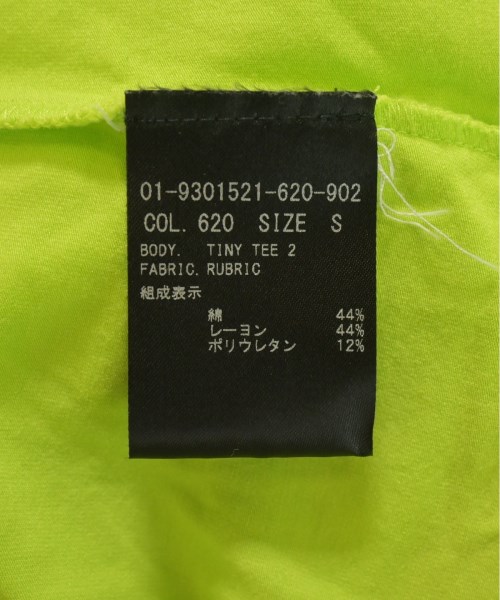 01-9301521-620-902
COL. 620 SIZE S
BODY. TINY TEE 2
FABRIC. RUBRIC
組成表示
綿 44%
レーヨン 44%
ポリウレタン 12%